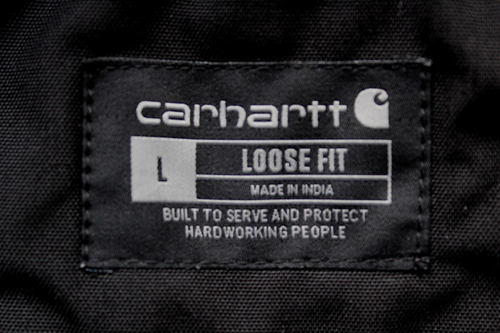 carhartt
L LOOSE FIT
MADE IN INDIA
BUILT TO SERVE AND PROTECT
HARDWORKING PEOPLE